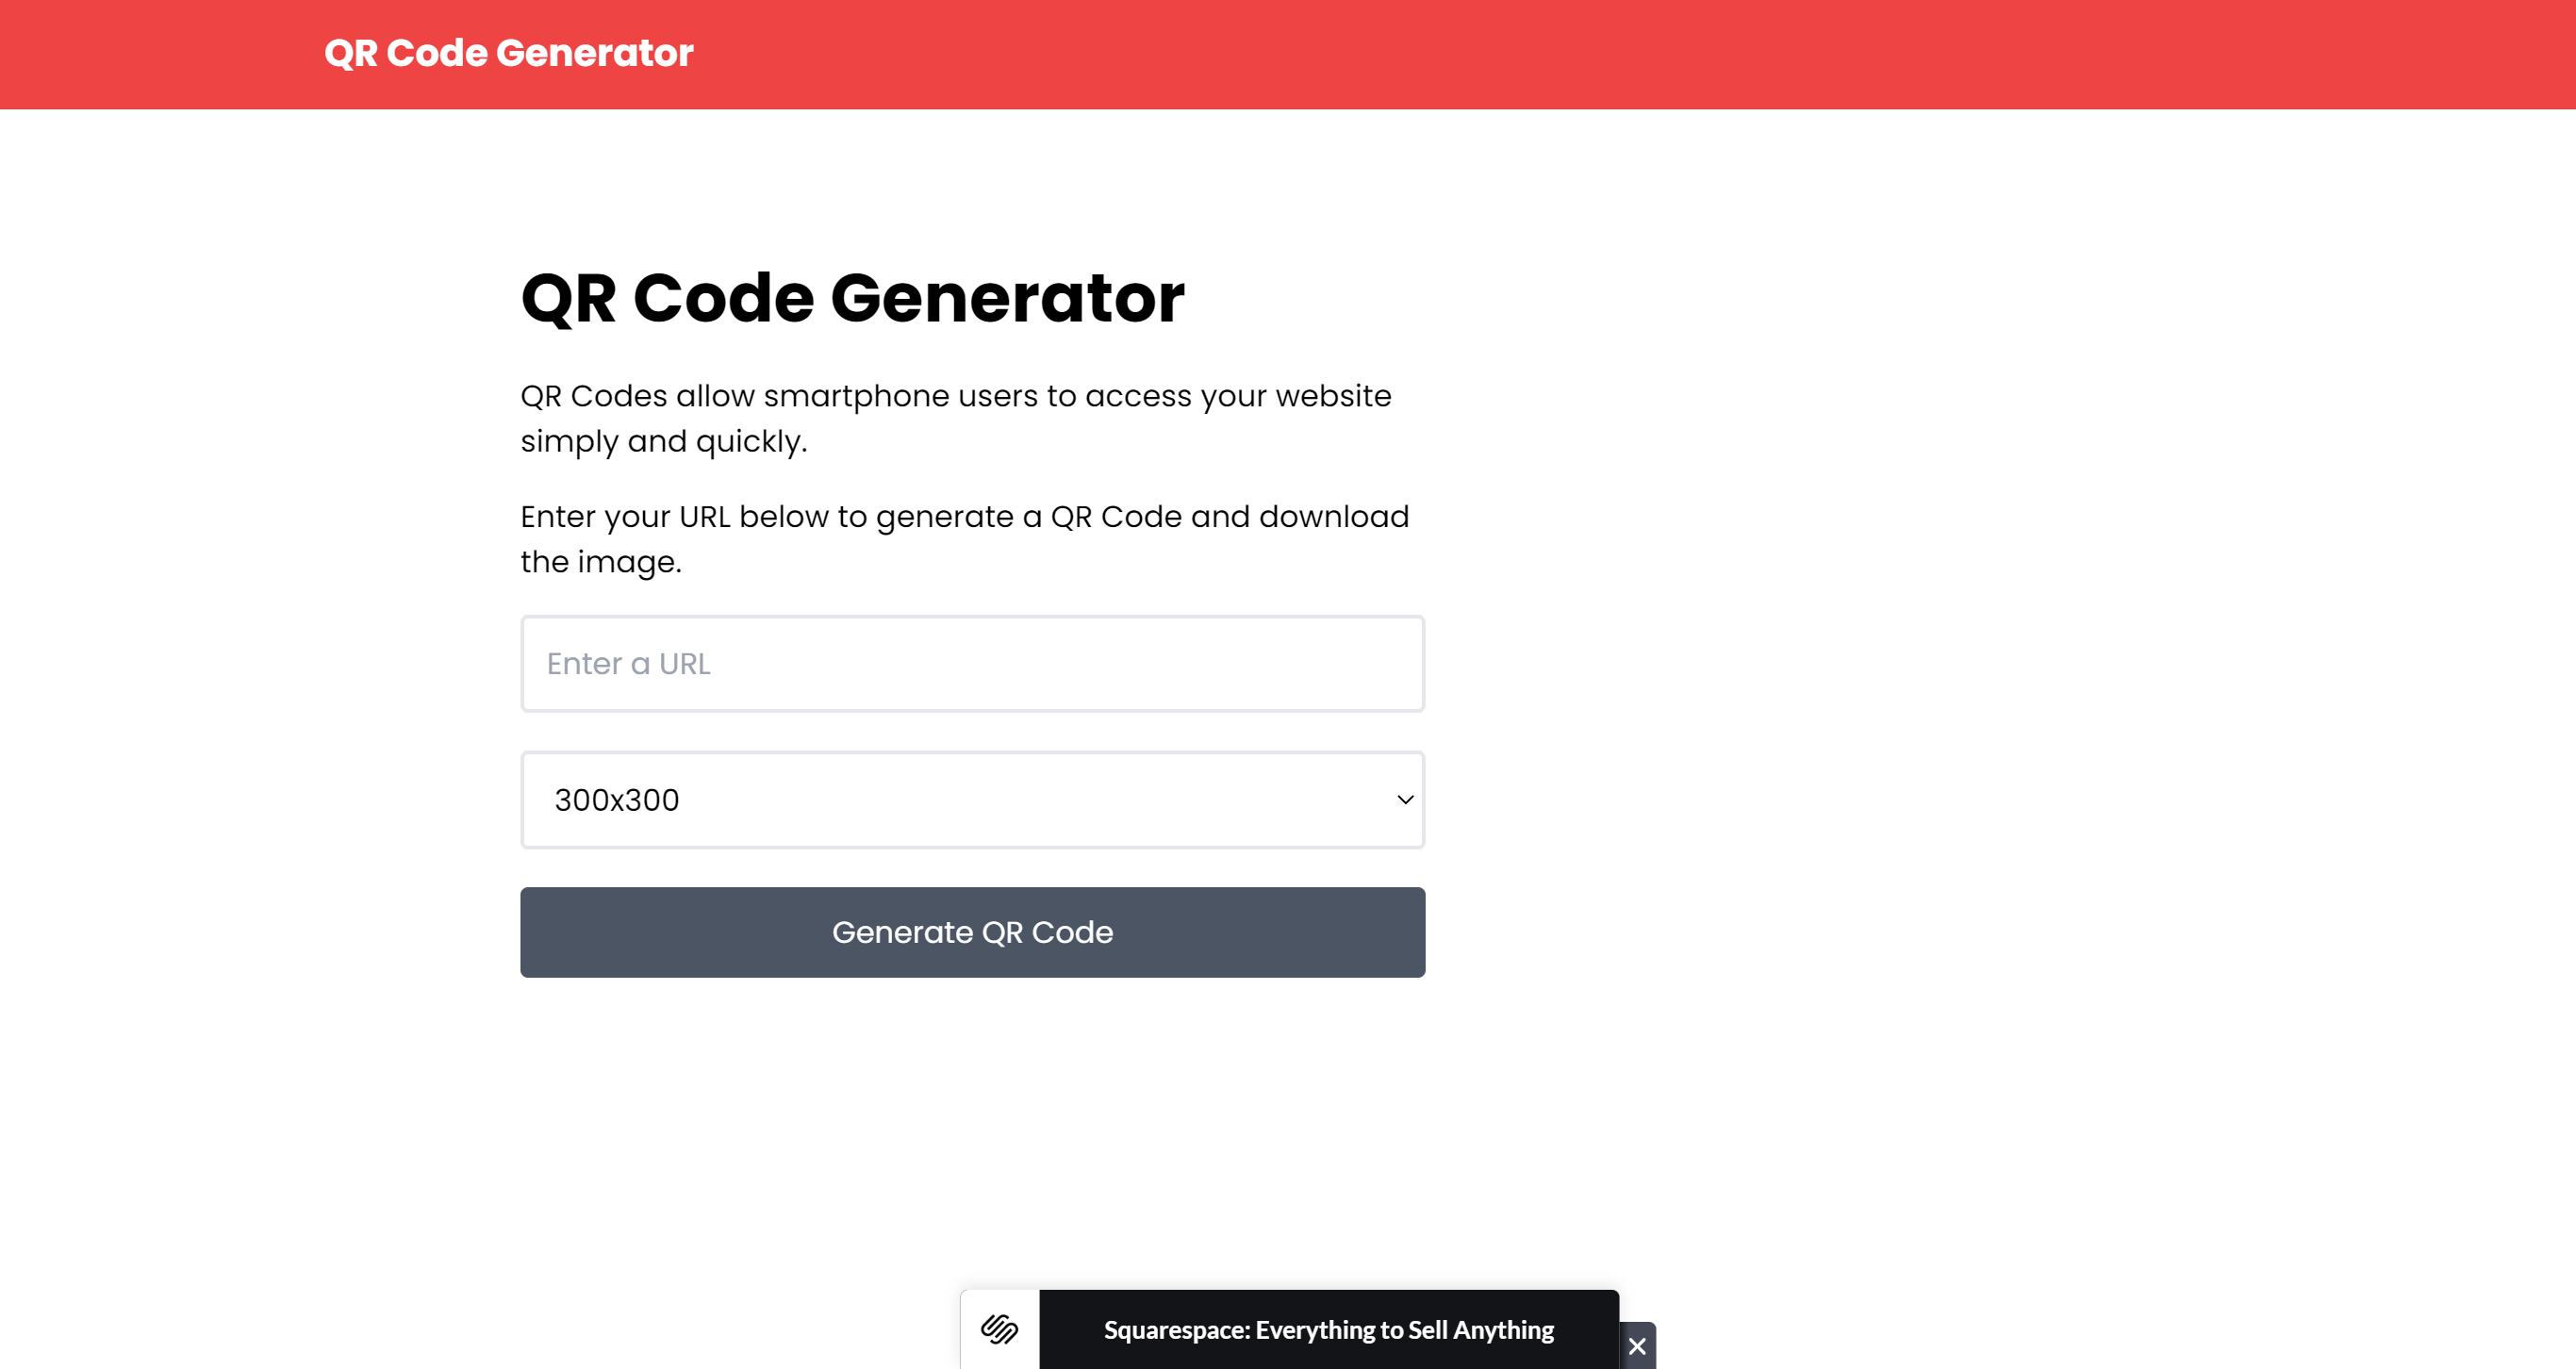 QR Code Generator
QR Code Generator
QR Codes allow smartphone users to access your website
simply and quickly.
Enter your URL below to generate a QR Code and download
the image.
Enter a URL
300x300
Generate QR Code
Squarespace: Everything to Sell Anything